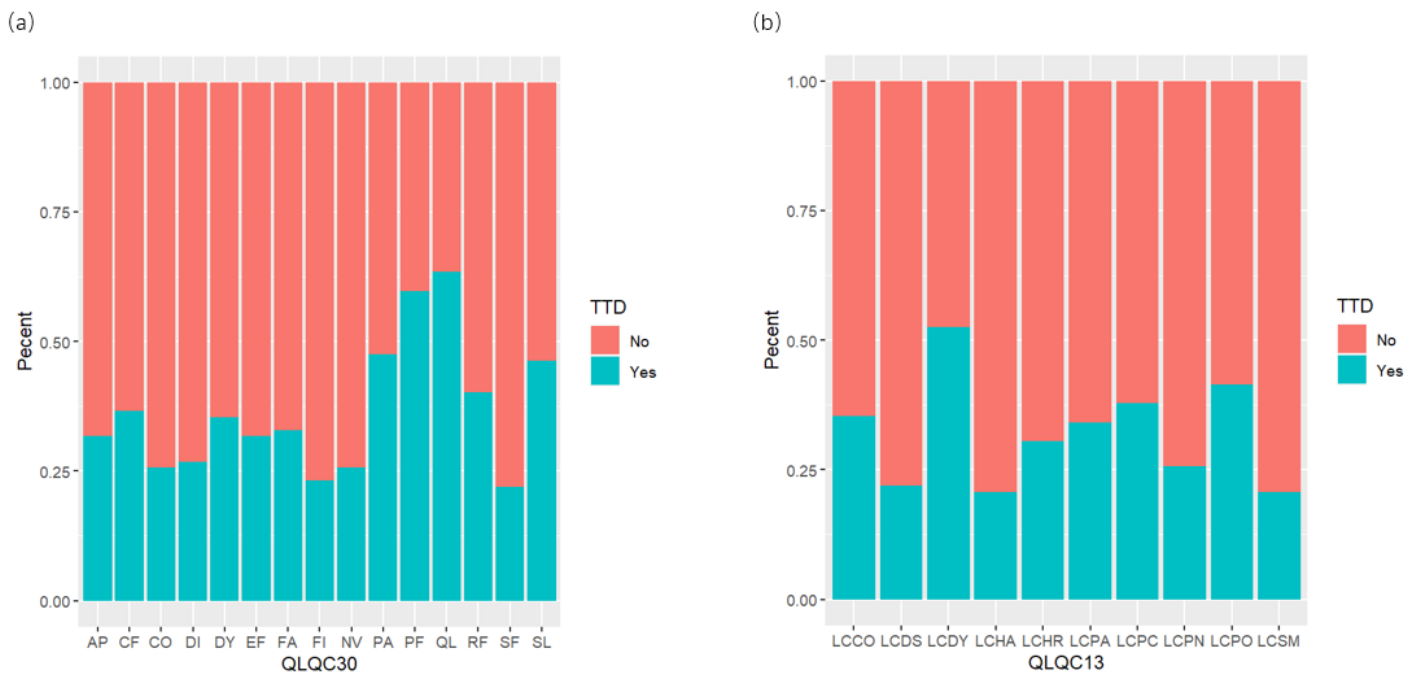 (a)
1.00
0.75
0.50
0.25
0.00
Pecent
AP CF CO DI DY EF FA FI NV PA PF QL RF SF SL
QLQC30
TTD
No
Yes
(b)
1.00
0.75
0.50
0.25
0.00
Pecent
LCCO LCDS LCDY LCHA LCHR LCPA LCPC LCPN LCPO LCSM
QLQC13
TTD
No
Yes